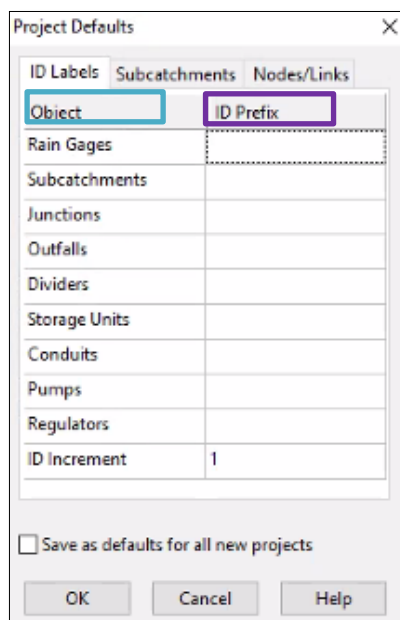 Project Defaults
ID Labels Subcatchments Nodes/Links
Object ID Prefix
Rain Gages
Subcatchments
Junctions
Outfalls
Dividers
Storage Units
Conduits
Pumps
Regulators
ID Increment 1
Save as defaults for all new projects
OK Cancel Help